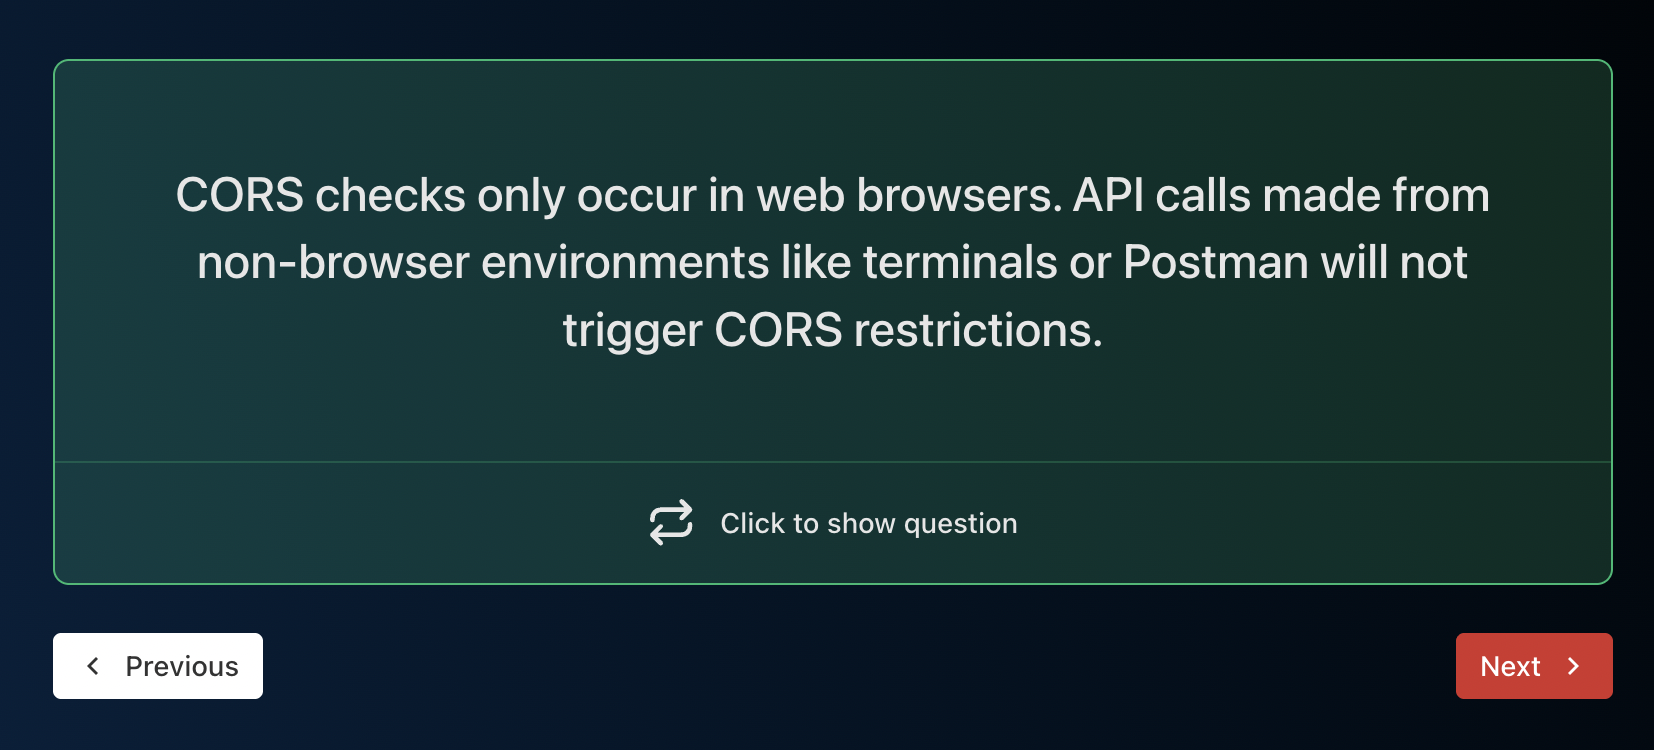 CORS checks only occur in web browsers. API calls made from
non-browser environments like terminals or Postman will not
trigger CORS restrictions.
Click to show question
Previous
Next